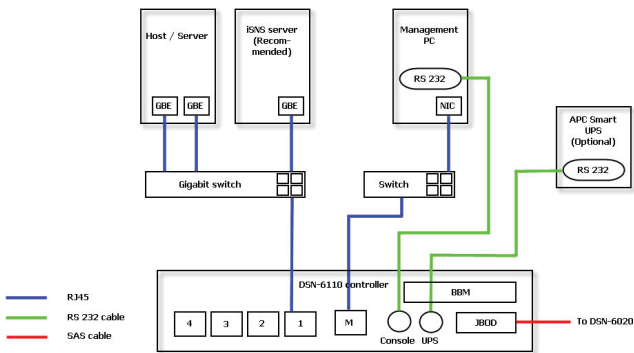 Host / Server
GBE
GBE
iSNS server
(Recom-
mended)
GBE
Management
PC
RS 232
NIC
APC Smart
UPS
(Optional)
RS 232
Gigabit switch
Switch
DSN-6110 controller
BBM
4
3
2
1
M
Console
UPS
JBOD
To DSN-6020
RJ45
RS 232 cable
SAS cable